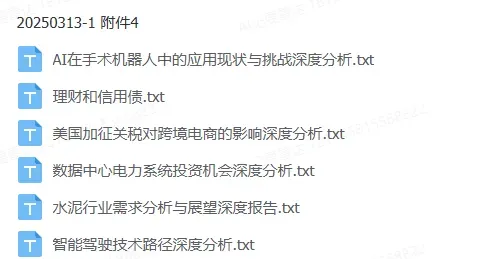 20250313-1 附件4
AI在手术机器人中的应用现状与挑战深度分析.txt
理财和信用债.txt
美国加征关税对跨境电商的影响深度分析.txt
数据中心电力系统投资机会深度分析.txt
水泥行业需求分析与展望深度报告.txt
智能驾驶技术路径深度分析.txt